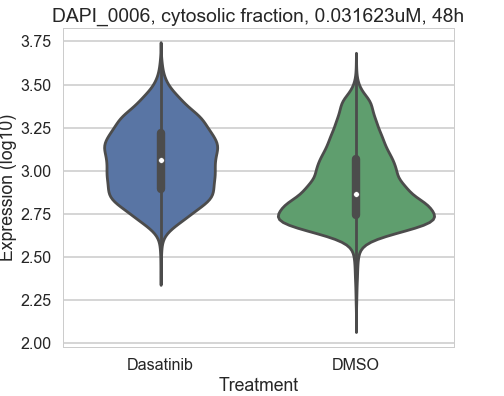 DAPI_0006, cytosolic fraction, 0.031623uM, 48h
Expression (log10)
3.75
3.50
3.25
3.00
2.75
2.50
2.25
2.00
Dasatinib
DMSO
Treatment